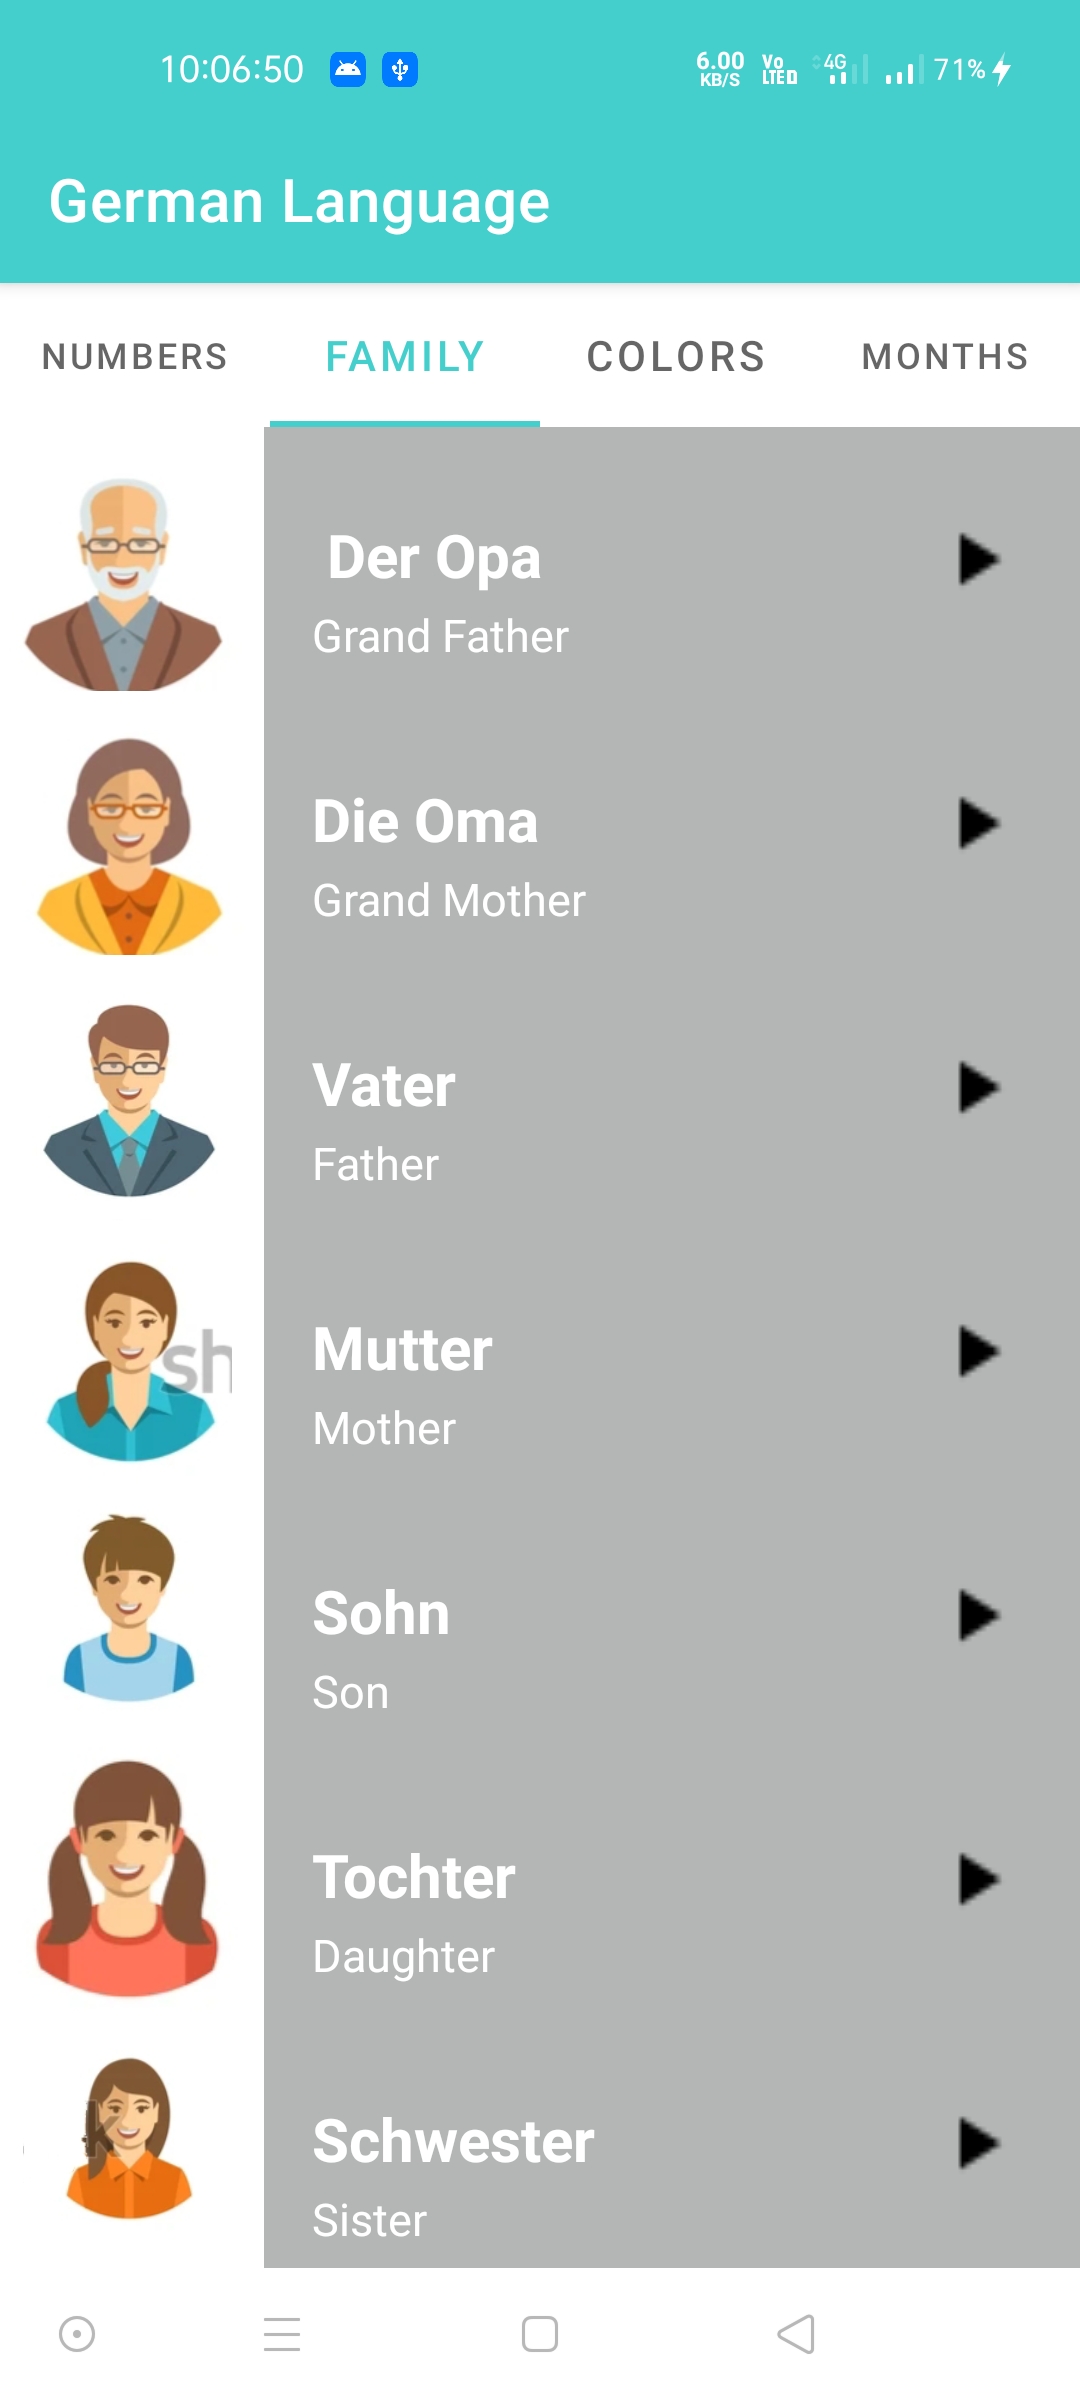 10:06:50 6.00 KB/S Vo LTE 4G 71%
German Language
NUMBERS FAMILY COLORS MONTHS
Der Opa
Grand Father
Die Oma
Grand Mother
Vater
Father
Mutter
Mother
sh
Sohn
Son
Tochter
Daughter
Schwester
Sister